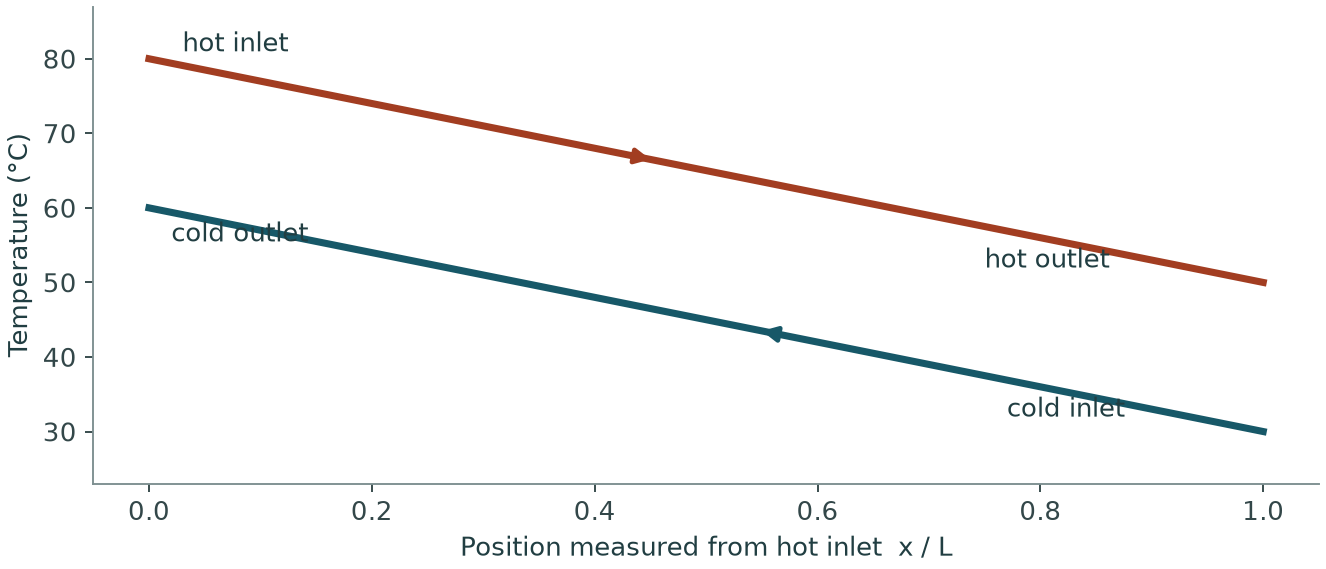 hot inlet
80
70
60
50
40
30
Temperature (°C)
cold outlet
hot outlet
cold inlet
0.0 0.2 0.4 0.6 0.8 1.0
Position measured from hot inlet  x / L